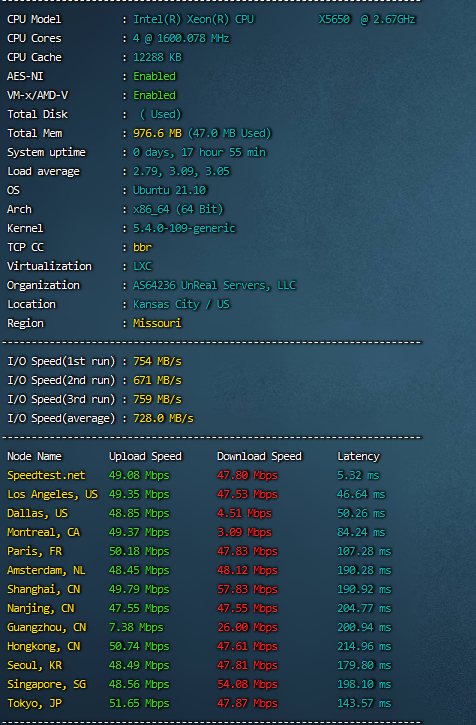 CPU Model : Intel(R) Xeon(R) CPU X5650 @ 2.67GHz
CPU Cores : 4 @ 1600.078 MHz
CPU Cache : 12288 KB
AES-NI : Enabled
VM-x/AMD-V : Enabled
Total Disk : ( Used)
Total Mem : 976.6 MB (47.0 MB Used)
System uptime : 0 days, 17 hour 55 min
Load average : 2.79, 3.09, 3.05
OS : Ubuntu 21.10
Arch : x86_64 (64 Bit)
Kernel : 5.4.0-109-generic
TCP CC : bbr
Virtualization : LXC
Organization : AS64236 UnReal Servers, LLC
Location : Kansas City / US
Region : Missouri
I/O Speed(1st run) : 754 MB/s
I/O Speed(2nd run) : 671 MB/s
I/O Speed(3rd run) : 759 MB/s
I/O Speed(average) : 728.0 MB/s
Node Name Upload Speed Download Speed Latency
Speedtest.net 49.08 Mbps 47.80 Mbps 5.32 ms
Los Angeles, US 49.35 Mbps 47.53 Mbps 46.64 ms
Dallas, US 48.85 Mbps 4.51 Mbps 50.26 ms
Montreal, CA 49.37 Mbps 3.09 Mbps 84.24 ms
Paris, FR 50.18 Mbps 47.83 Mbps 107.28 ms
Amsterdam, NL 48.45 Mbps 48.12 Mbps 190.28 ms
Shanghai, CN 49.79 Mbps 57.83 Mbps 190.92 ms
Nanjing, CN 47.55 Mbps 47.55 Mbps 204.77 ms
Guangzhou, CN 7.38 Mbps 26.00 Mbps 200.94 ms
Hongkong, CN 50.74 Mbps 47.61 Mbps 214.96 ms
Seoul, KR 48.49 Mbps 47.81 Mbps 179.80 ms
Singapore, SG 48.56 Mbps 54.08 Mbps 198.10 ms
Tokyo, JP 51.65 Mbps 47.87 Mbps 143.57 ms